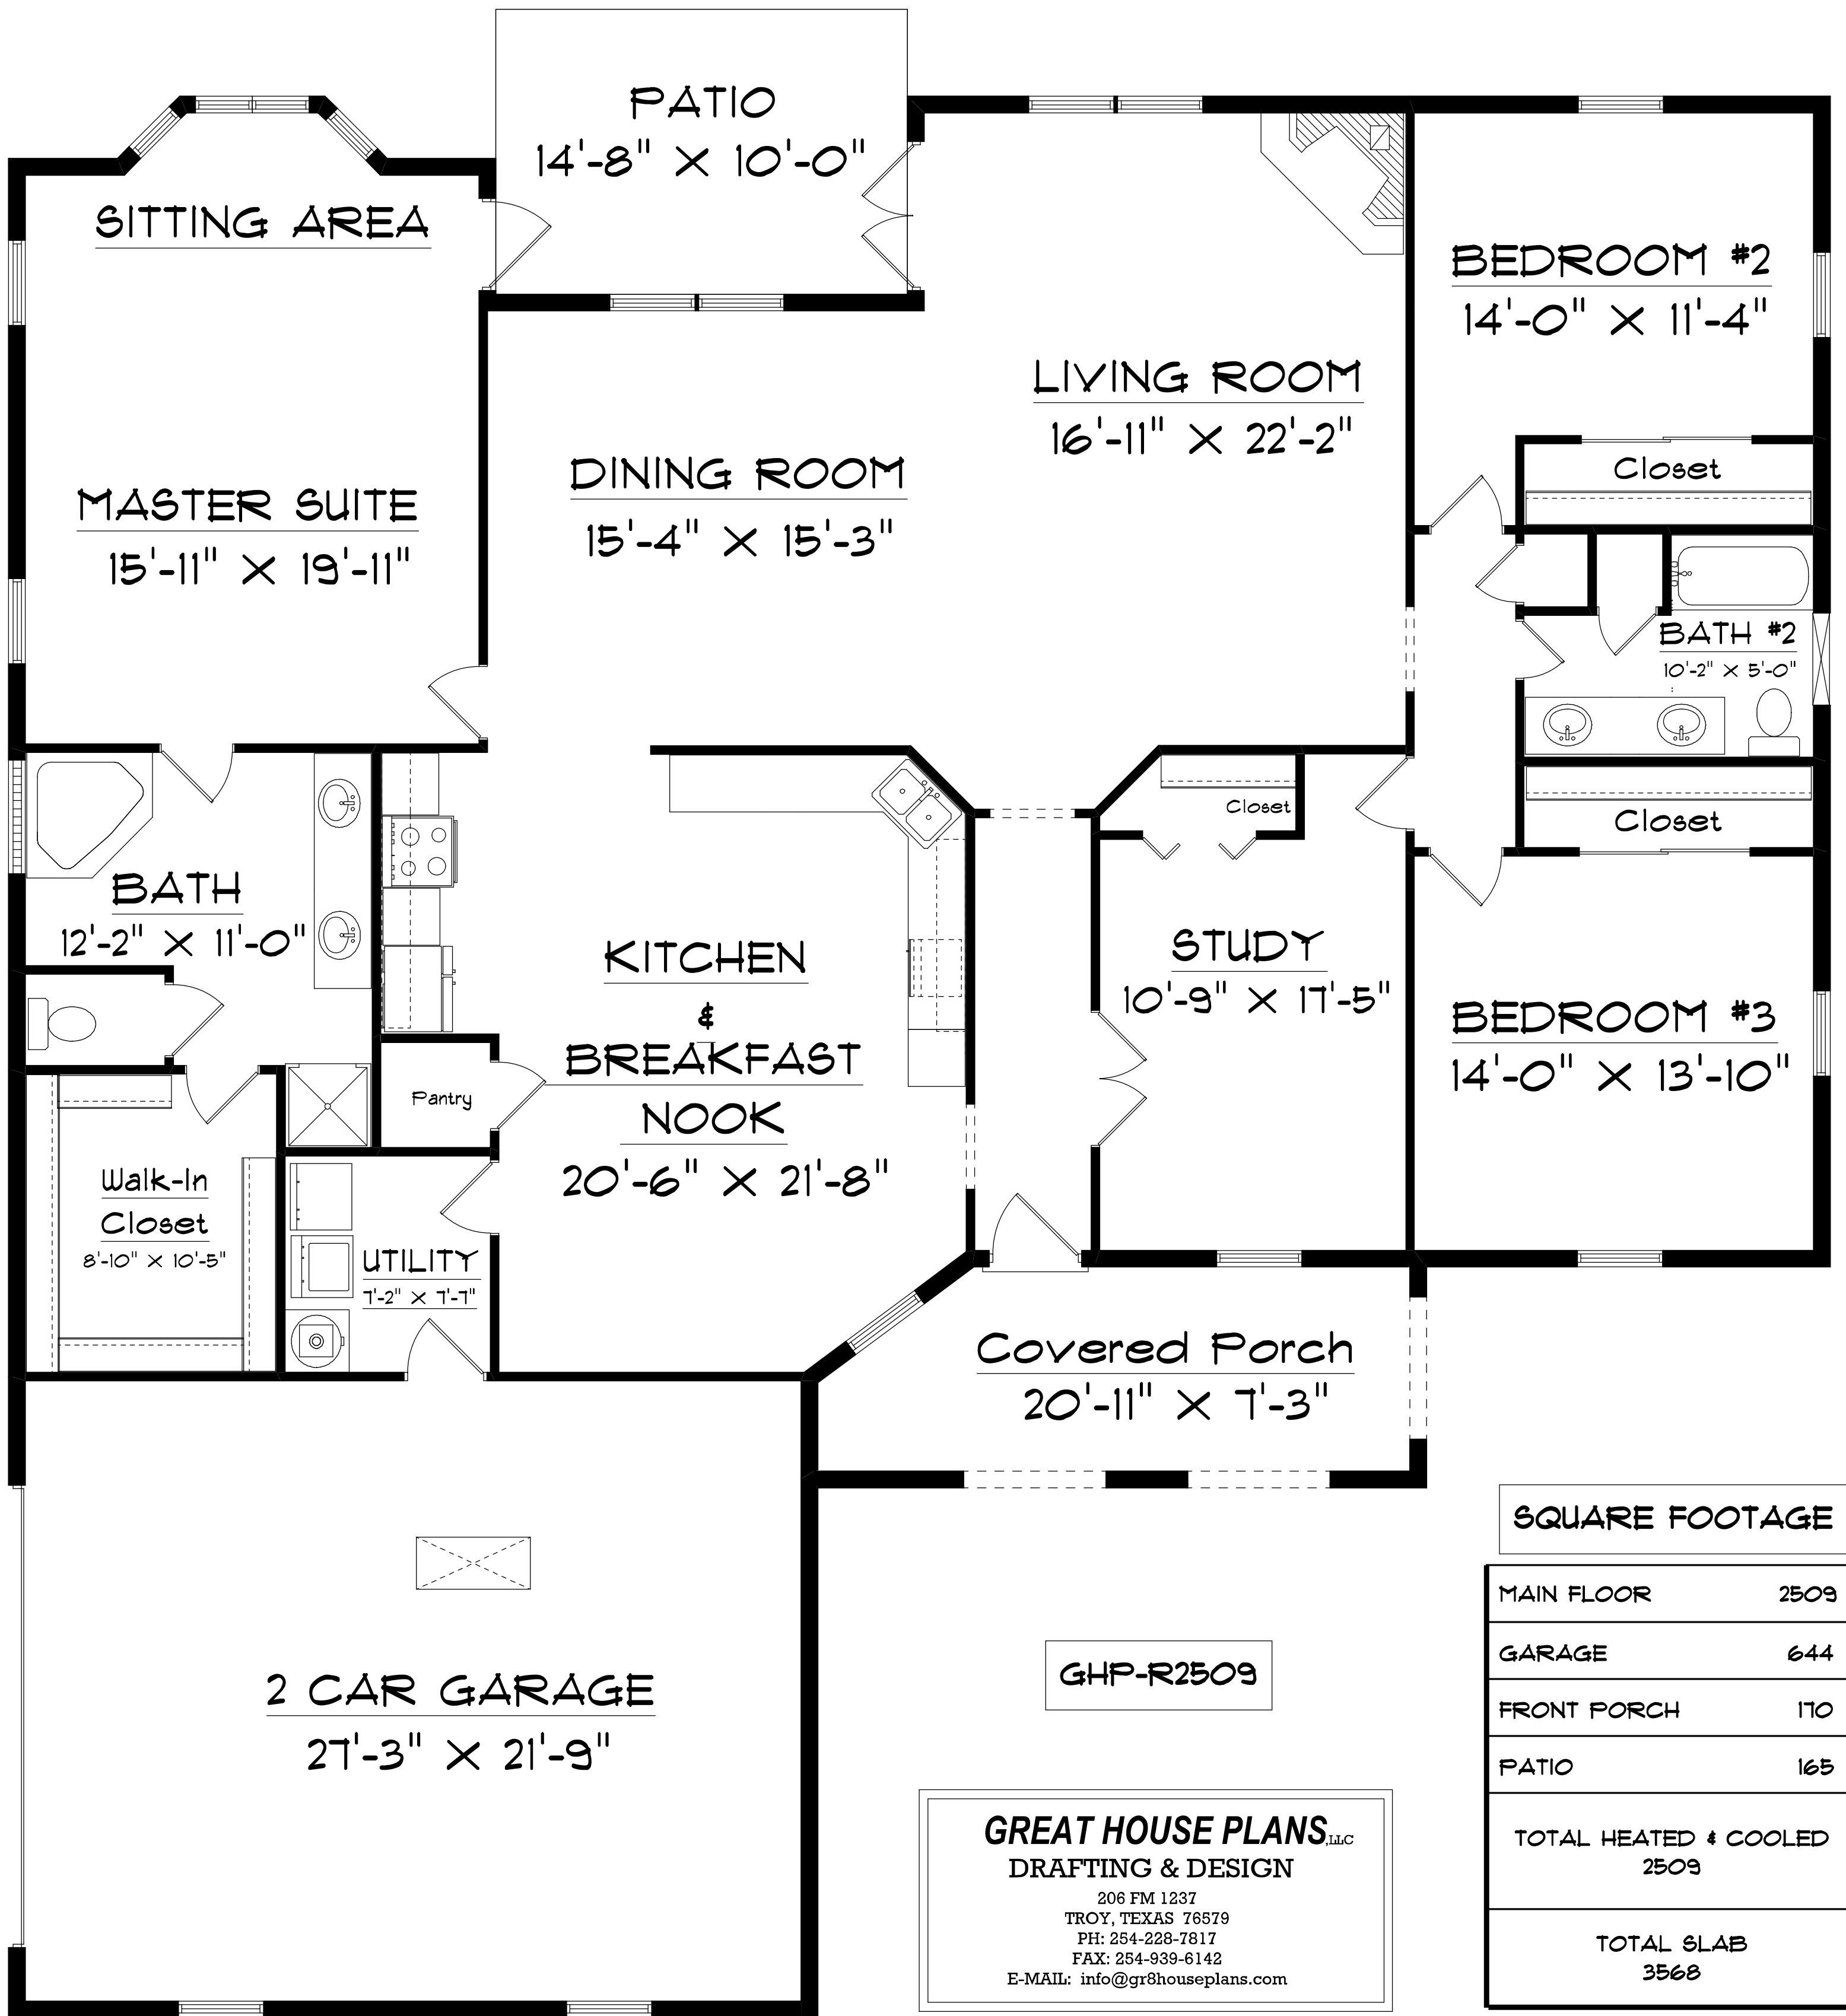 PATIO
14'-8" X 10'-0"
SITTING AREA
BEDROOM #2
14'-0" X 11'-4"
LIVING ROOM
16'-11" X 22'-2"
DINING ROOM
15'-4" X 15'-3"
MASTER SUITE
15'-11" X 19'-11"
Closet
BATH #2
10'-2" X 5'-0"
Closet
Closet
BATH
12'-2" X 11'-0"
KITCHEN
&
BREAKFAST
NOOK
20'-6" X 21'-8"
STUDY
10'-9" X 17'-5"
BEDROOM #3
14'-0" X 13'-10"
Pantry
Walk-In
Closet
8'-10" X 10'-5"
UTILITY
7'-2" X 7'-7"
Covered Porch
20'-11" X 7'-3"
2 CAR GARAGE
27'-3" X 21'-9"
GHP-R2509
SQUARE FOOTAGE
MAIN FLOOR 2509
GARAGE 644
FRONT PORCH 170
PATIO 165
TOTAL HEATED & COOLED
2509
TOTAL SLAB
3568
GREAT HOUSE PLANS,LLC
DRAFTING & DESIGN
206 FM 1237
TROY, TEXAS 76579
PH: 254-228-7817
FAX: 254-939-6142
E-MAIL: info@gr8houseplans.com